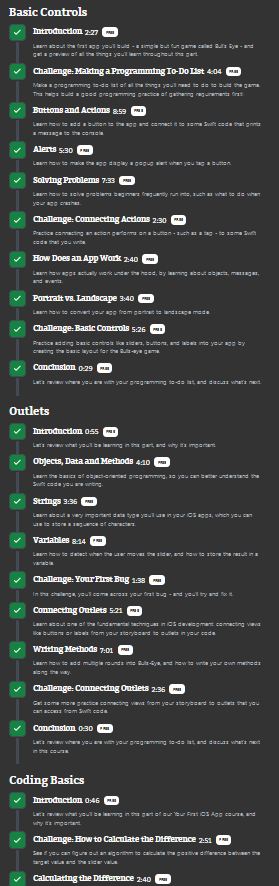 Basic Controls
Introduction 2:27 FREE
Learn about the first app you'll build - a simple but fun game called Bull's Eye - and
get a preview of all the things you'll learn throughout this part.
Challenge: Making a Programming To-Do List 4:04 FREE
Make a programming to-do list of all the things you'll need to do to build the game.
This helps build a good programming practice of gathering requirements first!
Buttons and Actions 8:59 FREE
Learn how to add a button to the app and connect it to some Swift code that prints
a message to the console.
Alerts 5:30 FREE
Learn how to make the app display a popup alert when you tap a button.
Solving Problems 7:33 FREE
Learn how to solve problems beginners frequently run into, such as what to do when
your app crashes.
Challenge: Connecting Actions 2:30 FREE
Practice connecting an action performs on a button - such as a tap - to some Swift
code that you write.
How Does an App Work 2:40 FREE
Learn how apps actually work under the hood, by learning about objects, messages,
and events.
Portrait vs. Landscape 3:40 FREE
Learn how to convert your app from portrait to landscape mode.
Challenge: Basic Controls 5:26 FREE
Practice adding basic controls like sliders, buttons, and labels into your app by
creating the basic layout for the Bulls-eye game.
Conclusion 0:29 FREE
Let's review where you are with your programming to-do list, and discuss what's next.
Outlets
Introduction 0:55 FREE
Let's review what you'll be learning in this part, and why it's important.
Objects, Data and Methods 4:10 FREE
Learn the basics of object-oriented programming, so you can better understand the
Swift code you are writing.
Strings 3:36 FREE
Learn about a very important data type you'll use in your iOS apps, which you can
use to store a sequence of characters.
Variables 8:14 FREE
Learn how to detect when the user moves the slider, and how to store the result in a
variable.
Challenge: Your First Bug 1:38 FREE
In this challenge, you'll come across your first bug - and you'll try and fix it.
Connecting Outlets 5:21 FREE
Learn about one of the fundamental techniques in iOS development: connecting views
like buttons or labels from your storyboard to outlets in your code.
Writing Methods 7:01 FREE
Learn how to add multiple rounds into Bulls-Eye, and how to write your own methods
along the way.
Challenge: Connecting Outlets 2:36 FREE
Get some more practice connecting views from your storyboard to outlets that you
can access from Swift code.
Conclusion 0:30 FREE
Let's review where you are with your programming to-do list, and discuss what's next
in this course.
Coding Basics
Introduction 0:46 FREE
Let's review what you'll be learning in this part of our Your First iOS App course, and
why it's important.
Challenge: How to Calculate the Difference 2:51 FREE
See if you can figure out an algorithm to calculate the positive difference between the
target value and the slider value.
Calculating the Difference 2:40 FREE